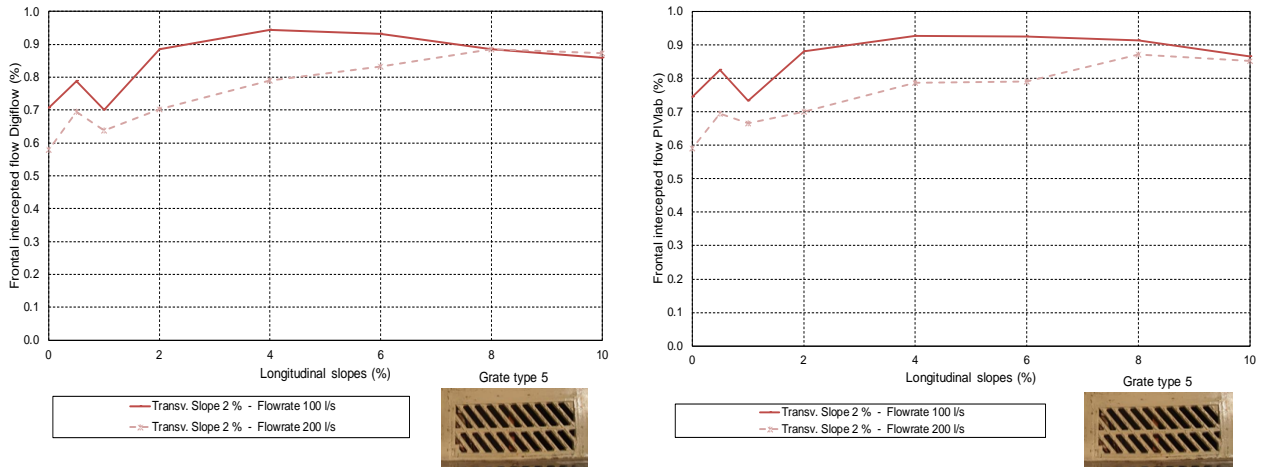 Frontal intercepted flow Digiflow (%)
1.0
0.9
0.8
0.7
0.6
0.5
0.4
0.3
0.2
0.1
0.0
0 2 4 6 8 10
Longitudinal slopes (%)
Grate type 5
Transv. Slope 2 % - Flowrate 100 l/s
Transv. Slope 2 % - Flowrate 200 l/s
Frontal intercepted flow PIVlab (%)
1.0
0.9
0.8
0.7
0.6
0.5
0.4
0.3
0.2
0.1
0.0
0 2 4 6 8 10
Longitudinal slopes (%)
Grate type 5
Transv. Slope 2 % - Flowrate 100 l/s
Transv. Slope 2 % - Flowrate 200 l/s